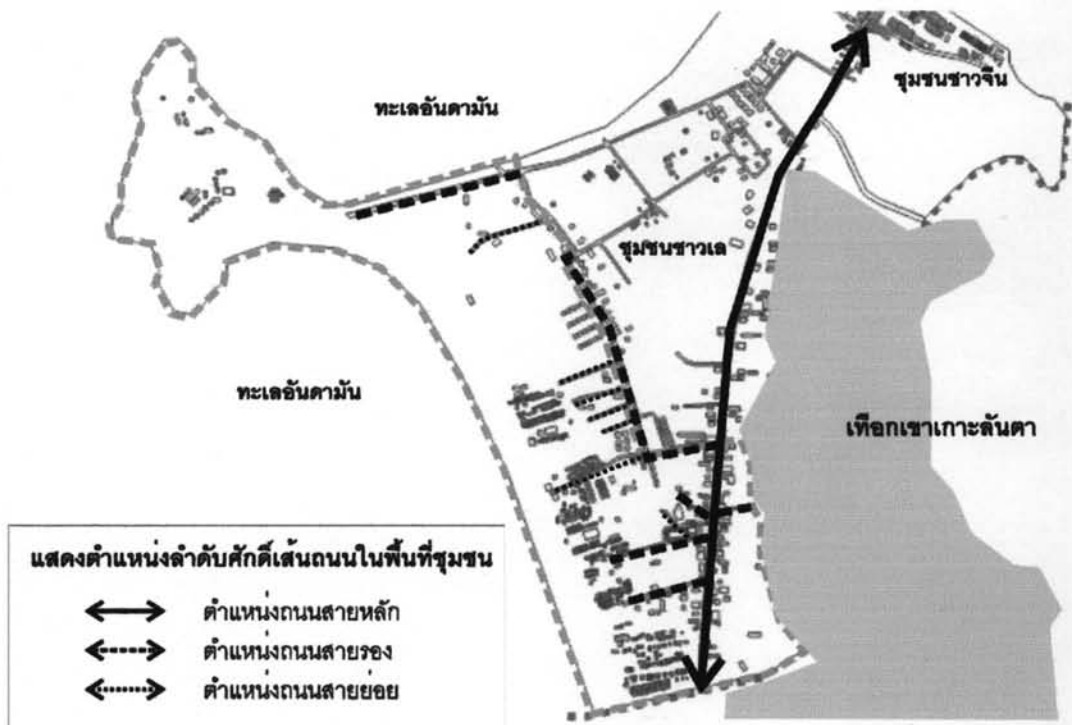 ชุมชนชาวจีน
ทะเลอันดามัน
ชุมชนชาวเล
ทะเลอันดามัน
เทือกเขาเกาะลันตา
แสดงตำแหน่งลำดับศักดิ์เส้นถนนในพื้นที่ชุมชน
ตำแหน่งถนนสายหลัก
ตำแหน่งถนนสายรอง
ตำแหน่งถนนสายย่อย